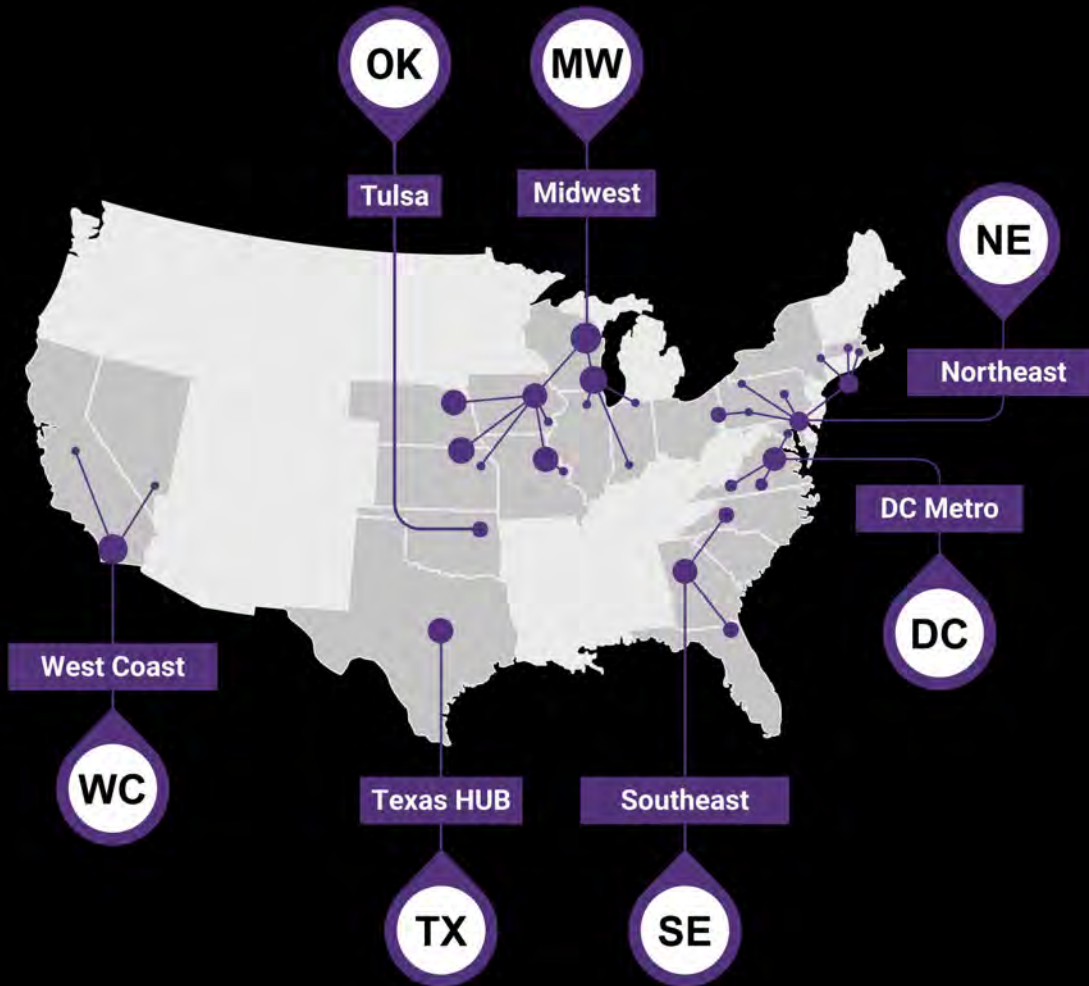 OK
MW
Tulsa
Midwest
NE
Northeast
DC Metro
DC
West Coast
WC
Texas HUB
Southeast
TX
SE